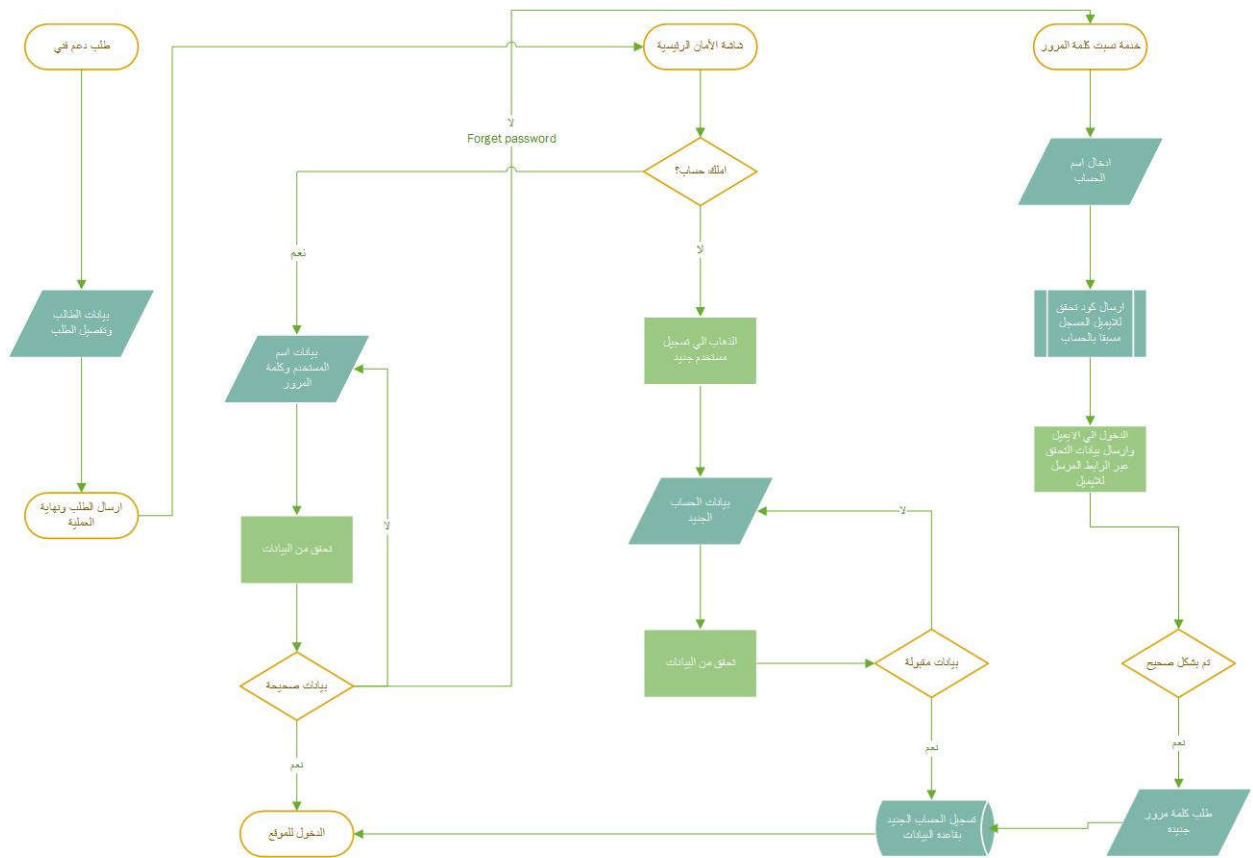 خدمة نسيت كلمة المرور
شاشة الأمان الرئيسية
طلب دعم فني
لا
Forget password
املك حساب؟
ادخال اسم
الحساب
لا
نعم
ارسال كود تحقق
للايميل المسجل
مسبقا بالحساب
بيانات الطالب
وتفصيل الطلب
الذهاب الي تسجيل
مستخدم جديد
بيانات اسم
المستخدم وكلمة
المرور
الدخول الي الايميل
وارسال بيانات التحقق
عبر الرابط المرسل
للايميل
بيانات الحساب
الجديد
لا
ارسال الطلب ونهاية
العملية
لا
تحقق من البيانات
تم بشكل صحيح
بيانات مقبولة
تحقق من البيانات
بيانات صحيحة
نعم
نعم
نعم
طلب كلمة مرور
جديده
تسجيل الحساب الجديد
بقاعده البيانات
الدخول للموقع